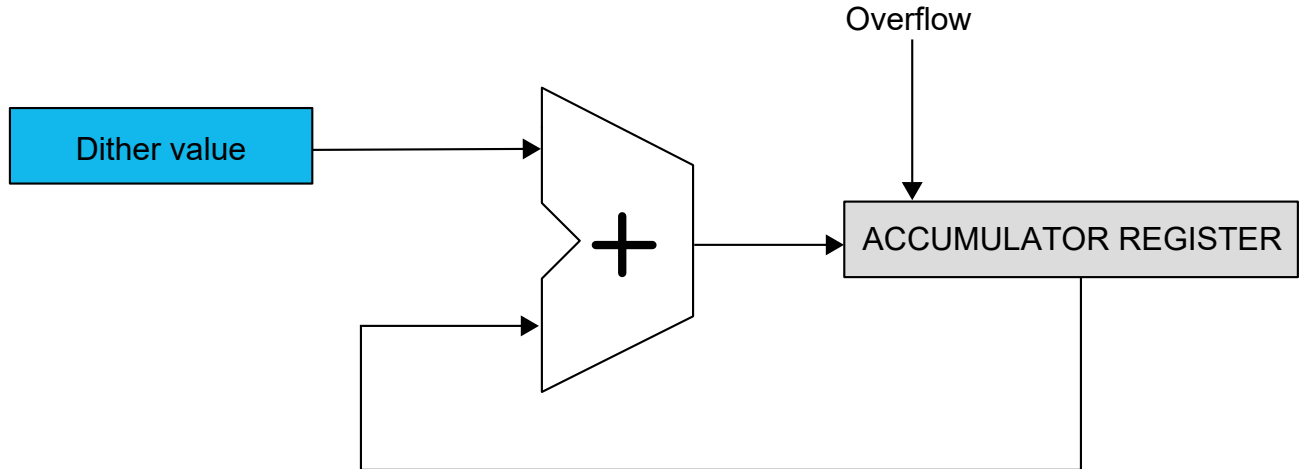 Overflow
Dither value
+
ACCUMULATOR REGISTER